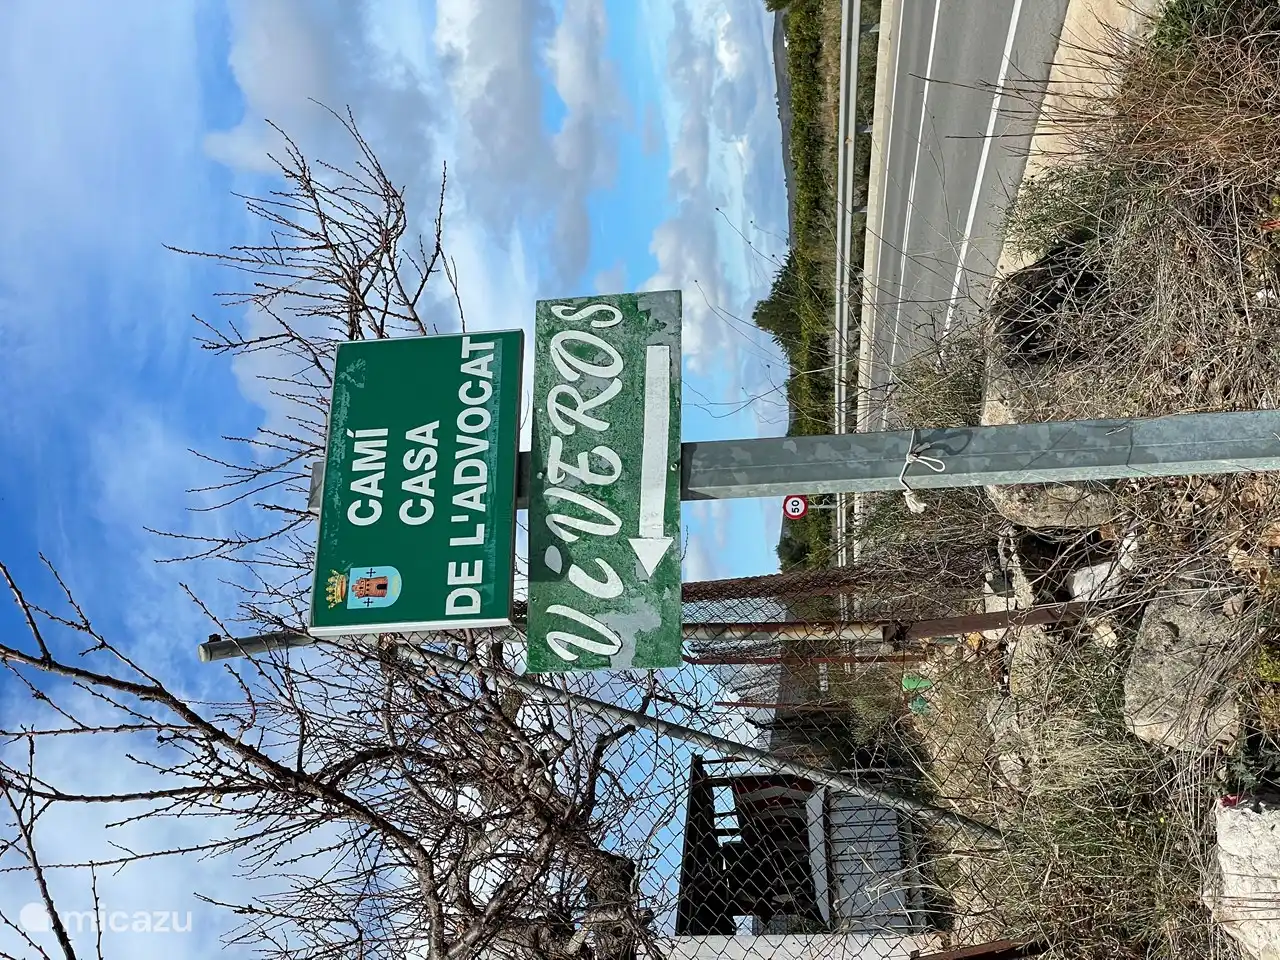 CAMÍ
CASA
DE L'ADVOCAT
ViVEROS
50
micazu